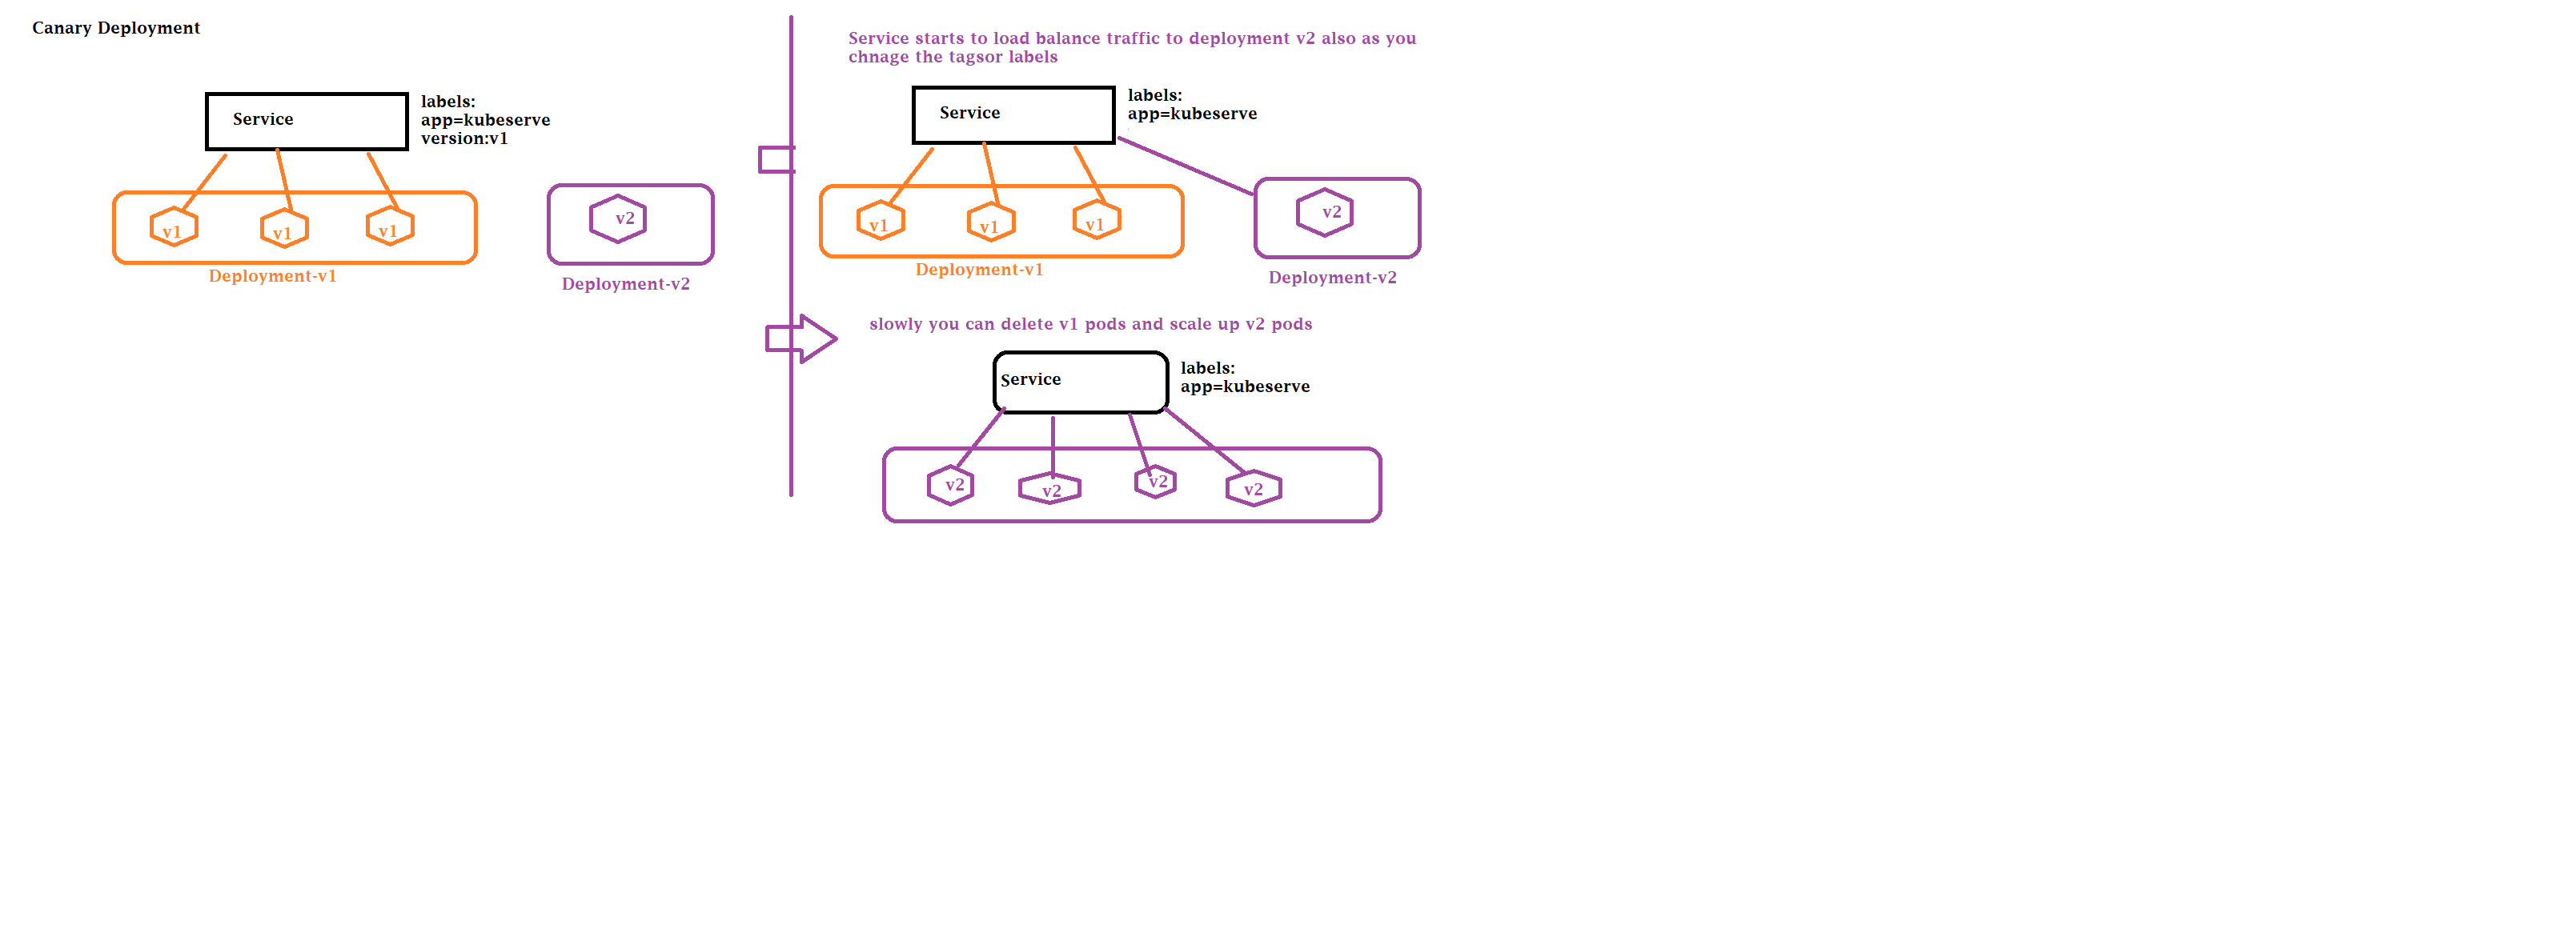 Canary Deployment
Service
labels:
app=kubeserve
version:v1
v1
v1
v1
Deployment-v1
v2
Deployment-v2
Service starts to load balance traffic to deployment v2 also as you
chnage the tagsor labels
Service
labels:
app=kubeserve
v1
v1
v1
Deployment-v1
v2
Deployment-v2
slowly you can delete v1 pods and scale up v2 pods
Service
labels:
app=kubeserve
v2
v2
v2
v2